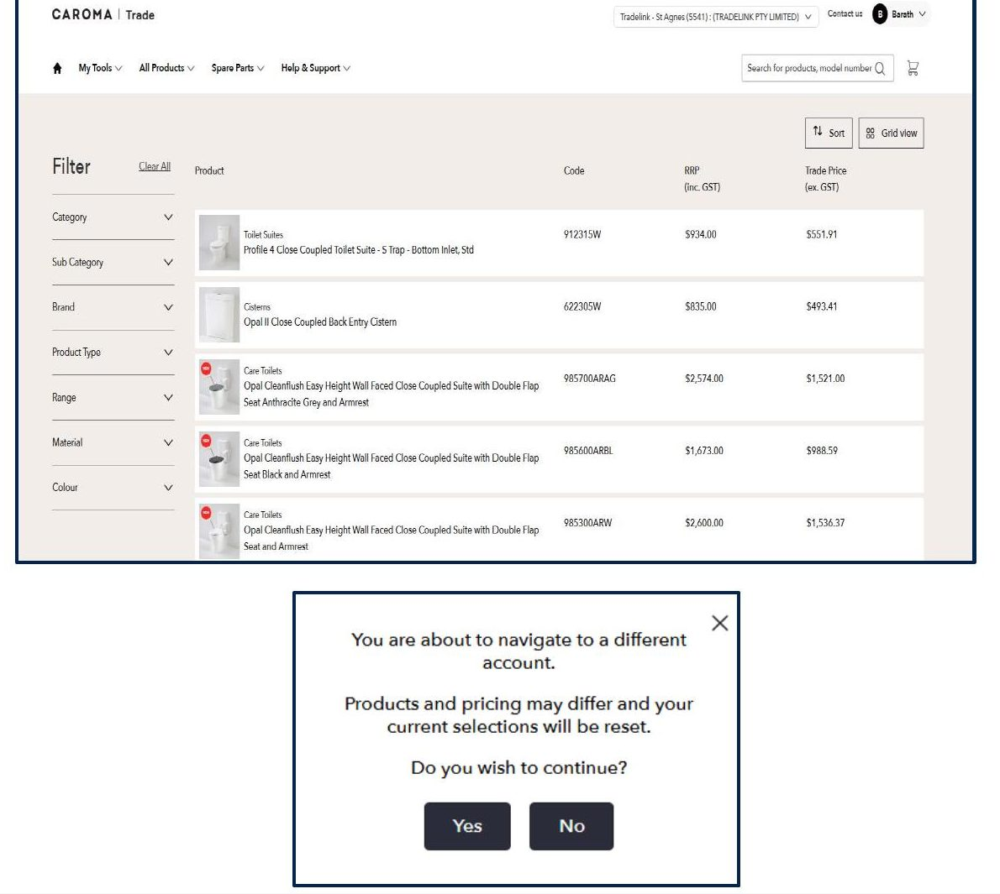 CAROMA | Trade
Tradelink - St Agnes (5541) : (TRADELINK PTY LIMITED)
Contact us
B
Barath
My Tools
All Products
Spare Parts
Help & Support
Search for products, model number
Sort
Grid view
Filter
Clear All
Product
Code
RRP
(inc. GST)
Trade Price
(ex. GST)
Category
Sub Category
Brand
Product Type
Range
Material
Colour
Toilet Suites
Profile 4 Close Coupled Toilet Suite - S Trap - Bottom Inlet, Std
912315W
$934.00
$551.91
Cisterns
Opal II Close Coupled Back Entry Cistern
622305W
$835.00
$493.41
NEW
Care Toilets
Opal Cleanflush Easy Height Wall Faced Close Coupled Suite with Double Flap
Seat Anthracite Grey and Armrest
985700ARAG
$2,574.00
$1,521.00
NEW
Care Toilets
Opal Cleanflush Easy Height Wall Faced Close Coupled Suite with Double Flap
Seat Black and Armrest
985600ARBL
$1,673.00
$988.59
NEW
Care Toilets
Opal Cleanflush Easy Height Wall Faced Close Coupled Suite with Double Flap
Seat and Armrest
985300ARW
$2,600.00
$1,536.37
You are about to navigate to a different
account.
Products and pricing may differ and your
current selections will be reset.
Do you wish to continue?
Yes
No